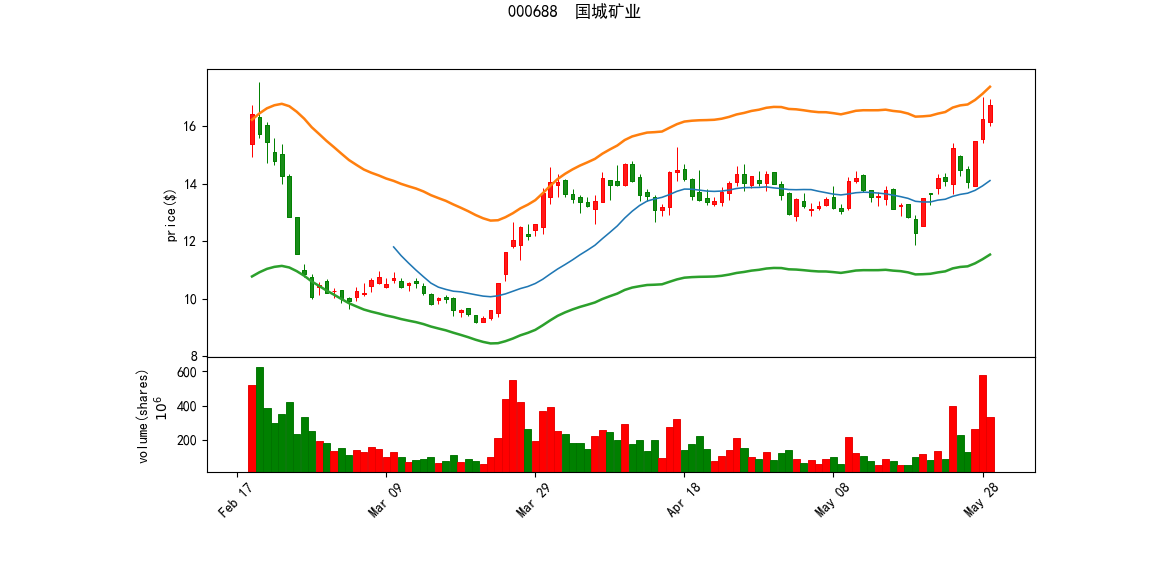 000688 国城矿业
price($)
16
14
12
10
8
volume(shares)
10^6
600
400
200
Feb 17
Mar 09
Mar 29
Apr 18
May 08
May 28